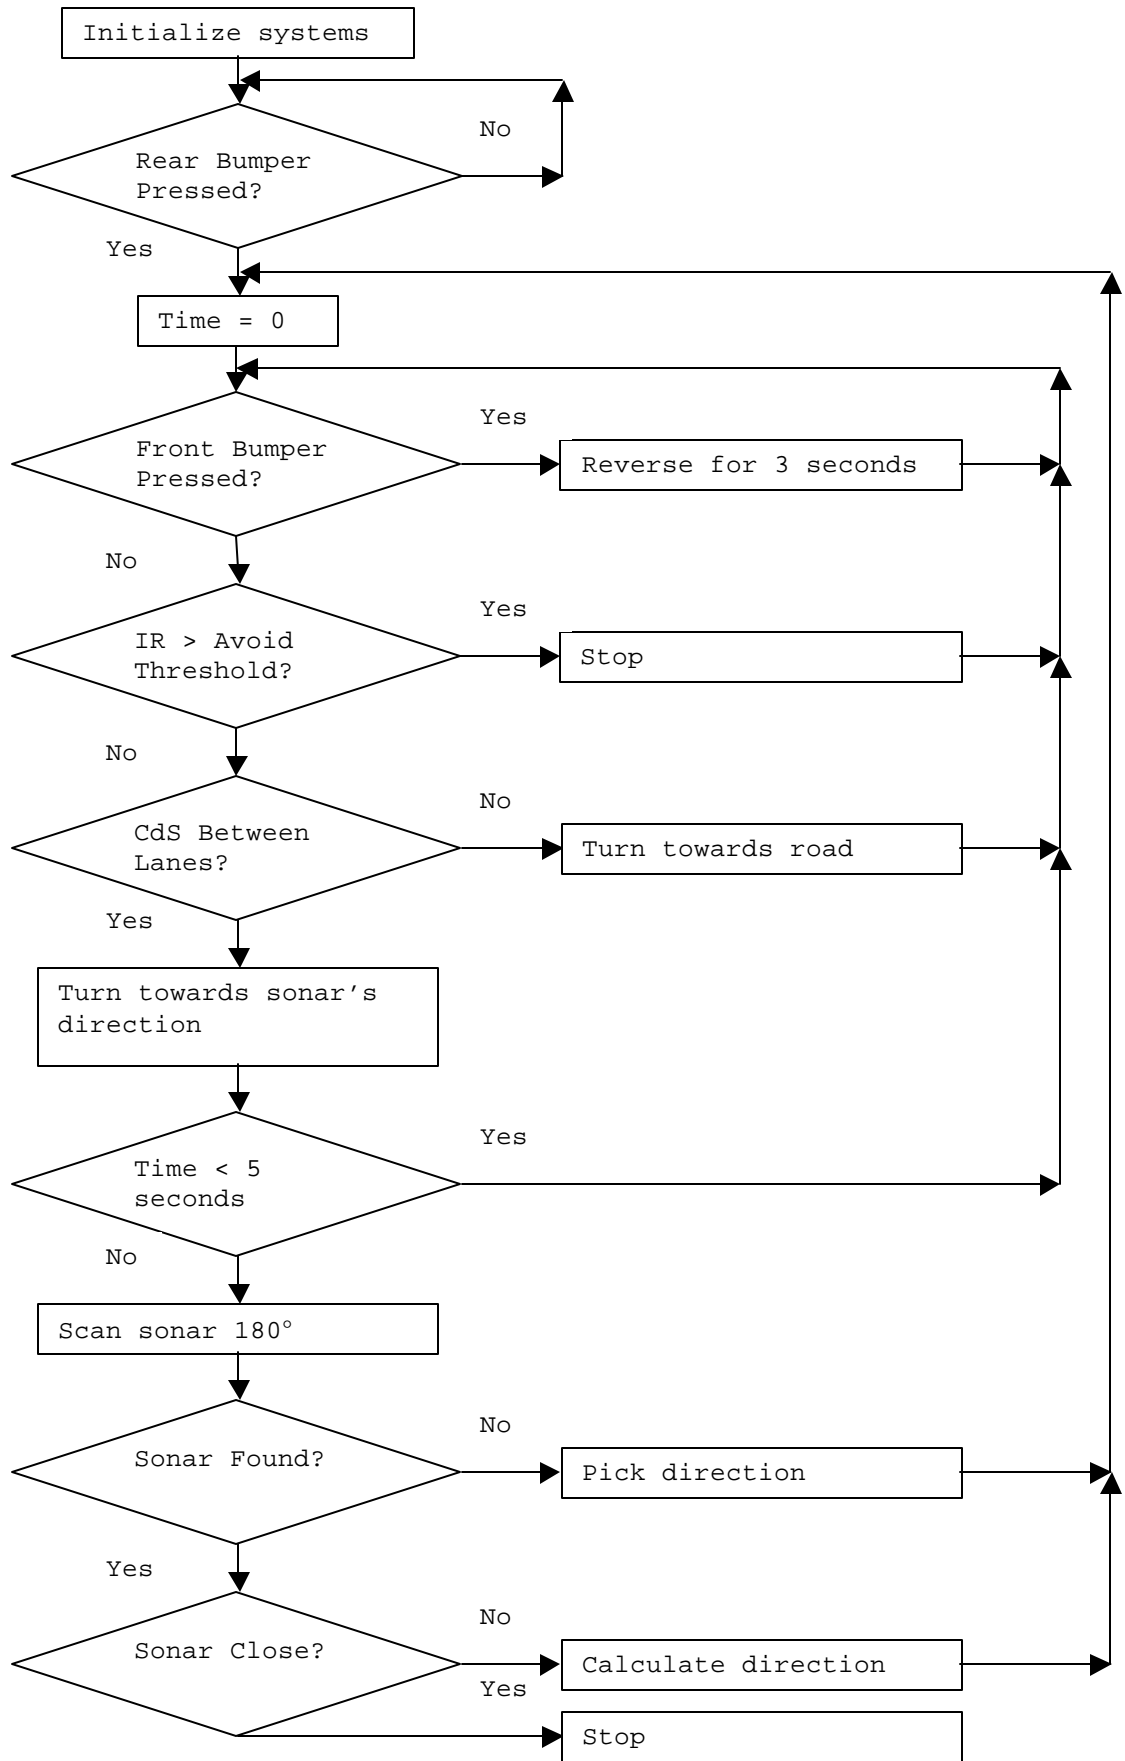 Initialize systems
No
Rear Bumper
Pressed?
Yes
Time = 0
Yes
Front Bumper
Pressed?
Reverse for 3 seconds
No
Yes
IR > Avoid
Threshold?
Stop
No
No
CdS Between
Lanes?
Turn towards road
Yes
Turn towards sonar's
direction
Yes
Time < 5
seconds
No
Scan sonar 180°
No
Sonar Found?
Pick direction
Yes
No
Sonar Close?
Calculate direction
Yes
Stop